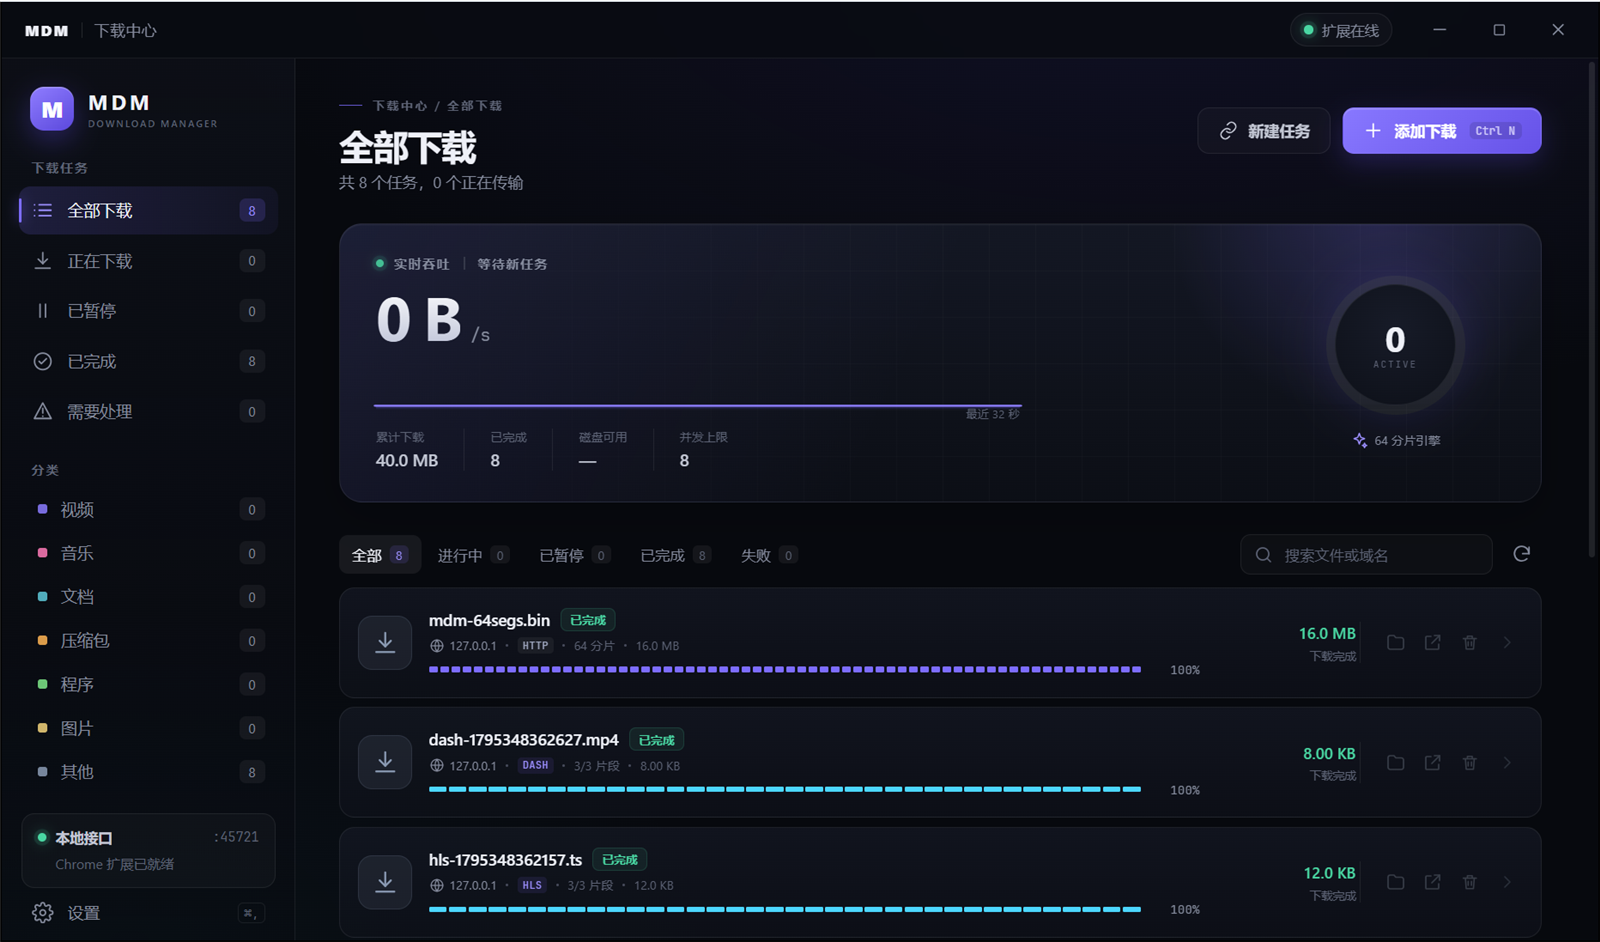 MDM 下载中心
扩展在线
M
MDM
DOWNLOAD MANAGER
下载任务
全部下载 8
正在下载 0
已暂停 0
已完成 8
需要处理 0
分类
视频 0
音乐 0
文档 0
压缩包 0
程序 0
图片 0
其他 8
本地接口 :45721
Chrome 扩展已就绪
设置 ⌘,
下载中心 / 全部下载
全部下载
共 8 个任务，0 个正在传输
新建任务
添加下载 Ctrl N
实时吞吐 等待新任务
0 B /s
最近 32 秒
累计下载 已完成 磁盘可用 并发上限
40.0 MB 8 — 8
0
ACTIVE
64 分片引擎
全部 8 进行中 0 已暂停 0 已完成 8 失败 0
搜索文件或域名
mdm-64segs.bin 已完成
127.0.0.1 · HTTP · 64 分片 · 16.0 MB
100%
16.0 MB
下载完成
dash-1795348362627.mp4 已完成
127.0.0.1 · DASH · 3/3 片段 · 8.00 KB
100%
8.00 KB
下载完成
hls-1795348362157.ts 已完成
127.0.0.1 · HLS · 3/3 片段 · 12.0 KB
100%
12.0 KB
下载完成